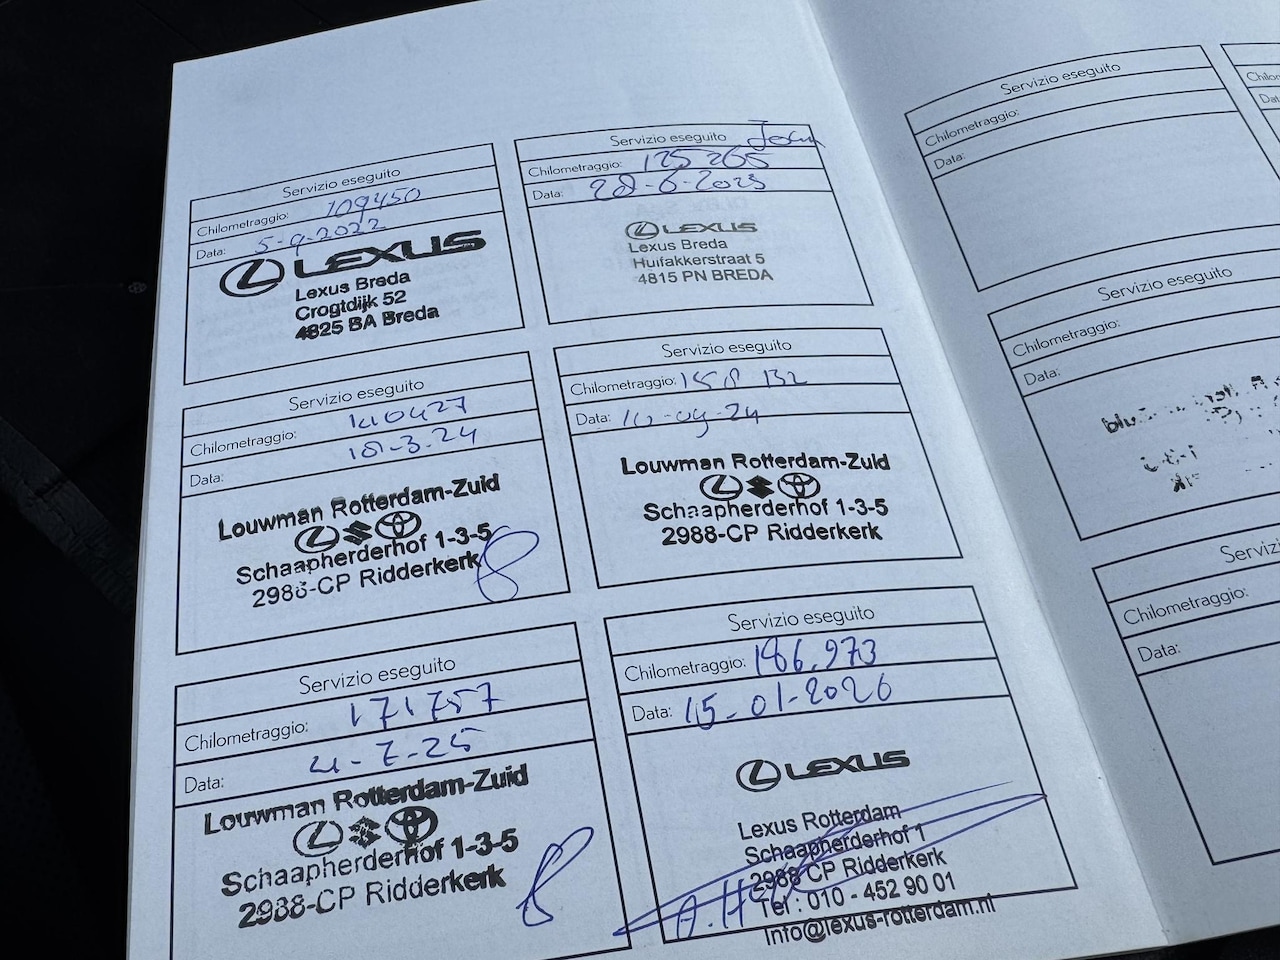 Servizio eseguito
Chilometraggio: 109450
Data: 5-9-2022
LEXUS
Lexus Breda
Crogtdijk 52
4825 BA Breda
Servizio eseguito
Chilometraggio: 125265
Data: 28-6-2023
LEXUS
Lexus Breda
Huifakkerstraat 5
4815 PN BREDA
Servizio eseguito
Chilometraggio: 140427
Data: 18-3-24
Louwman Rotterdam-Zuid
Schaapherderhof 1-3-5
2988-CP Ridderkerk
Servizio eseguito
Chilometraggio: 158 132
Data: 10-09-24
Louwman Rotterdam-Zuid
Schaapherderhof 1-3-5
2988-CP Ridderkerk
Servizio eseguito
Chilometraggio: 171757
Data: 4-7-25
Louwman Rotterdam-Zuid
Schaapherderhof 1-3-5
2988-CP Ridderkerk
Servizio eseguito
Chilometraggio: 186.973
Data: 15-01-2026
LEXUS
Lexus Rotterdam
Schaapherderhof 1
2988 CP Ridderkerk
Tel : 010 - 452 90 01
info@lexus-rotterdam.nl
Servizio eseguito
Chilometraggio:
Data:
Servizio eseguito
Chilometraggio:
Data:
Chilometraggio:
Data: